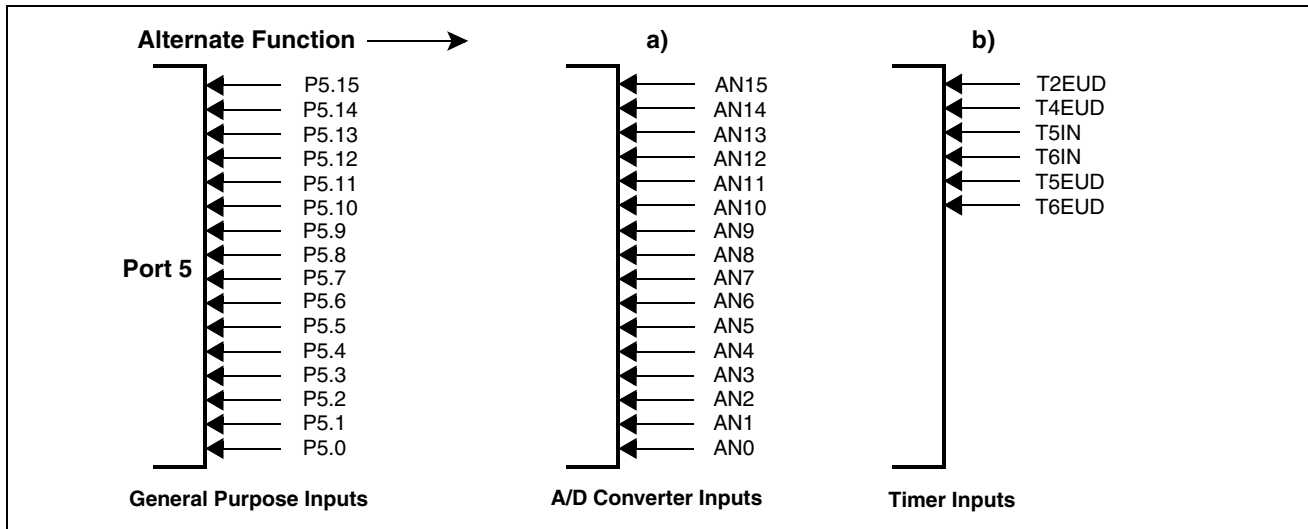 Alternate Function a) b)
P5.15 AN15 T2EUD
P5.14 AN14 T4EUD
P5.13 AN13 T5IN
P5.12 AN12 T6IN
P5.11 AN11 T5EUD
P5.10 AN10 T6EUD
P5.9 AN9
P5.8 AN8
Port 5 P5.7 AN7
P5.6 AN6
P5.5 AN5
P5.4 AN4
P5.3 AN3
P5.2 AN2
P5.1 AN1
P5.0 AN0
General Purpose Inputs A/D Converter Inputs Timer Inputs